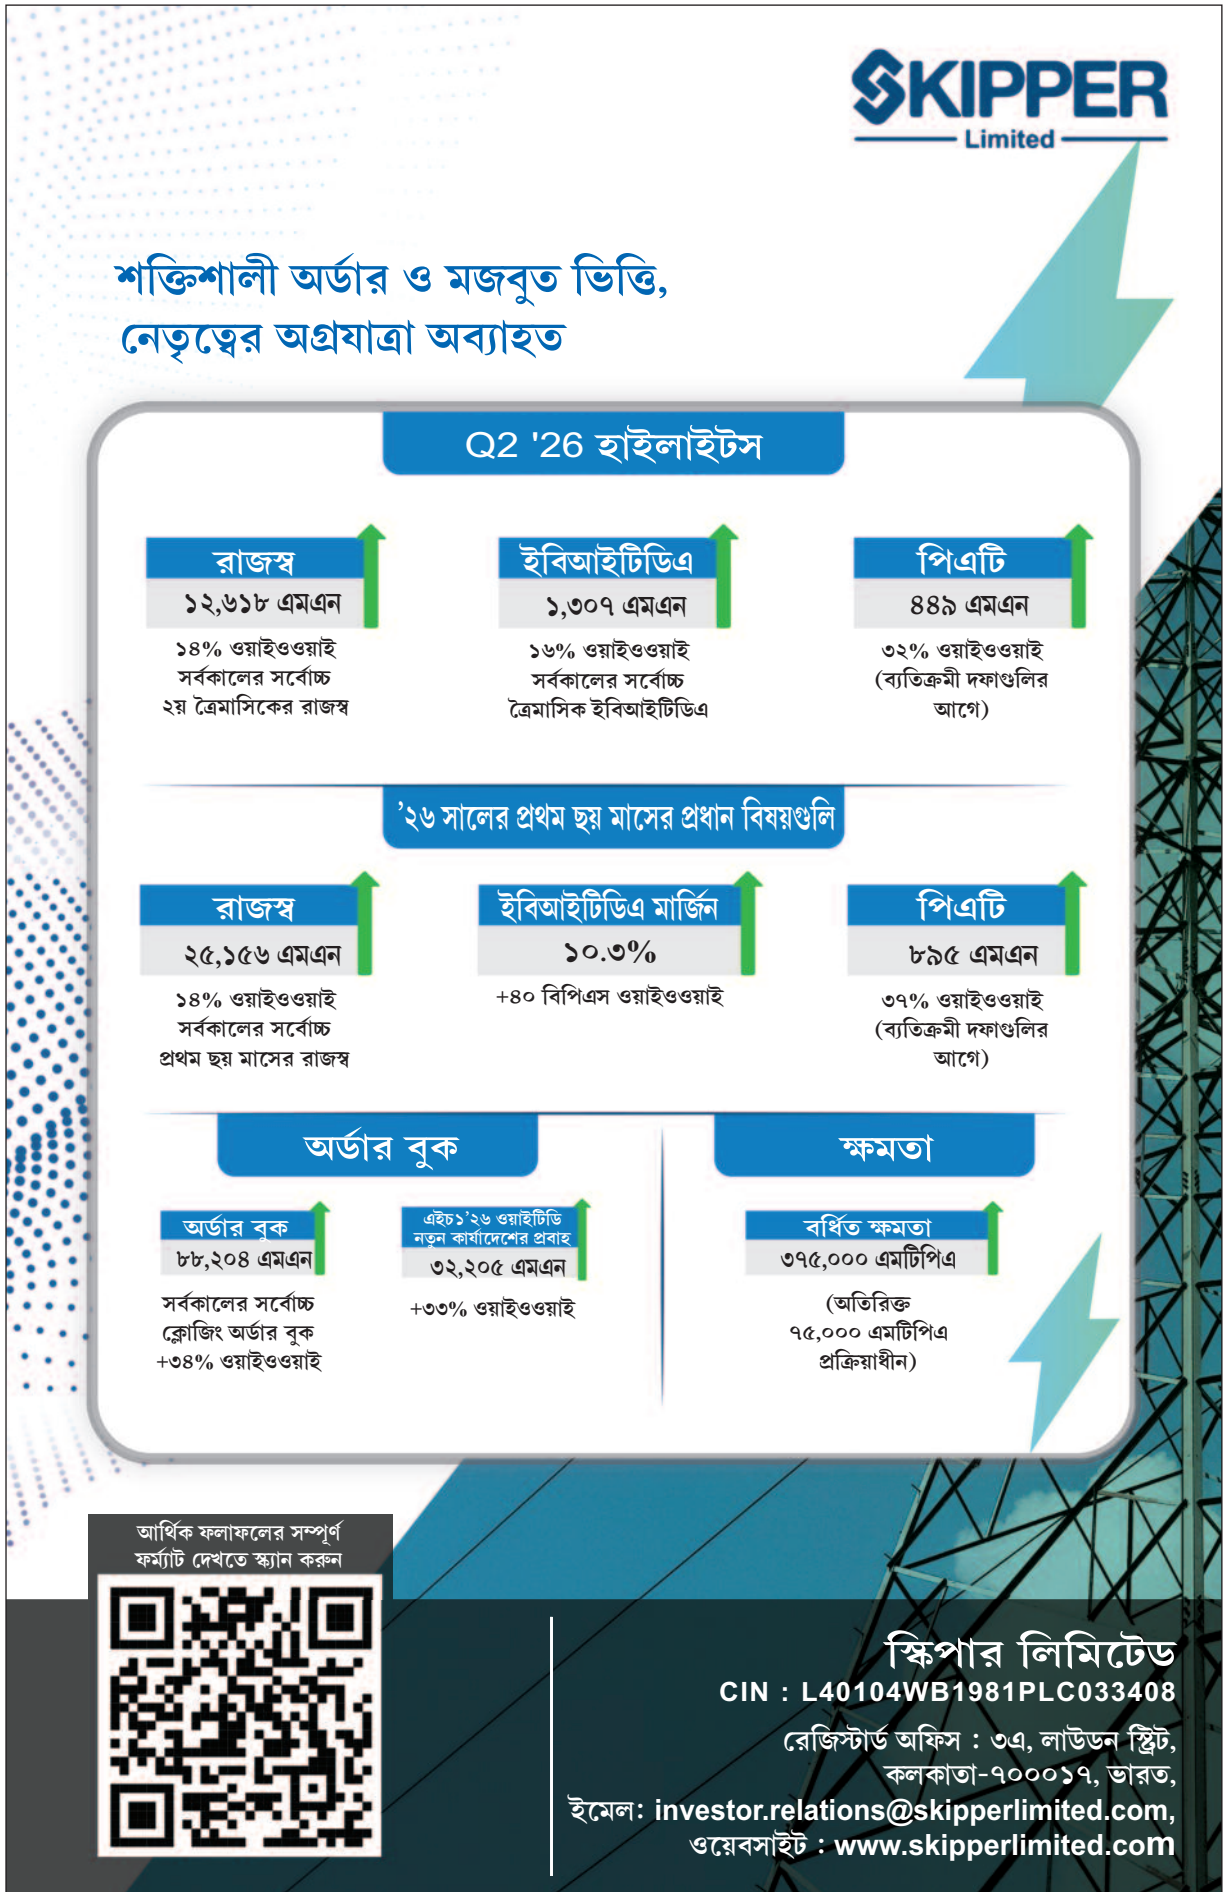 SKIPPER
Limited
শক্তিশালী অর্ডার ও মজবুত ভিত্তি,
নেতৃত্বের অগ্রযাত্রা অব্যাহত
Q2 '26 হাইলাইটস
রাজস্ব
১২,৬১৮ এমএন
১৪% ওয়াইওওয়াই
সর্বকালের সর্বোচ্চ
২য় ত্রৈমাসিকের রাজস্ব
ইবিআইটিডিএ
১,৩০৭ এমএন
১৬% ওয়াইওওয়াই
সর্বকালের সর্বোচ্চ
ত্রৈমাসিক ইবিআইটিডিএ
পিএটি
৪৪৯ এমএন
৩২% ওয়াইওওয়াই
(ব্যতিক্রমী দফাগুলির
আগে)
’২৬ সালের প্রথম ছয় মাসের প্রধান বিষয়গুলি
রাজস্ব
২৫,১৫৬ এমএন
১৪% ওয়াইওওয়াই
সর্বকালের সর্বোচ্চ
প্রথম ছয় মাসের রাজস্ব
ইবিআইটিডিএ মার্জিন
১০.৩%
+৪০ বিপিএস ওয়াইওওয়াই
পিএটি
৮৯৫ এমএন
৩৭% ওয়াইওওয়াই
(ব্যতিক্রমী দফাগুলির
আগে)
অর্ডার বুক
অর্ডার বুক
৮৮,২০৪ এমএন
সর্বকালের সর্বোচ্চ
ক্লোজিং অর্ডার বুক
+৩৪% ওয়াইওওয়াই
এইচ১’২৬ ওয়াইটিডি
নতুন কার্যাদেশের প্রবাহ
৩২,২০৫ এমএন
+৩৩% ওয়াইওওয়াই
ক্ষমতা
বর্ধিত ক্ষমতা
৩৭৫,০০০ এমটিপিএ
(অতিরিক্ত
৭৫,০০০ এমটিপিএ
প্রক্রিয়াধীন)
আর্থিক ফলাফলের সম্পূর্ণ
ফর্ম্যাট দেখতে স্ক্যান করুন
স্কিপার লিমিটেড
CIN : L40104WB1981PLC033408
রেজিস্টার্ড অফিস : ৩এ, লাউডন স্ট্রিট,
কলকাতা-৭০০০১৭, ভারত,
ইমেল: investor.relations@skipperlimited.com,
ওয়েবসাইট : www.skipperlimited.com